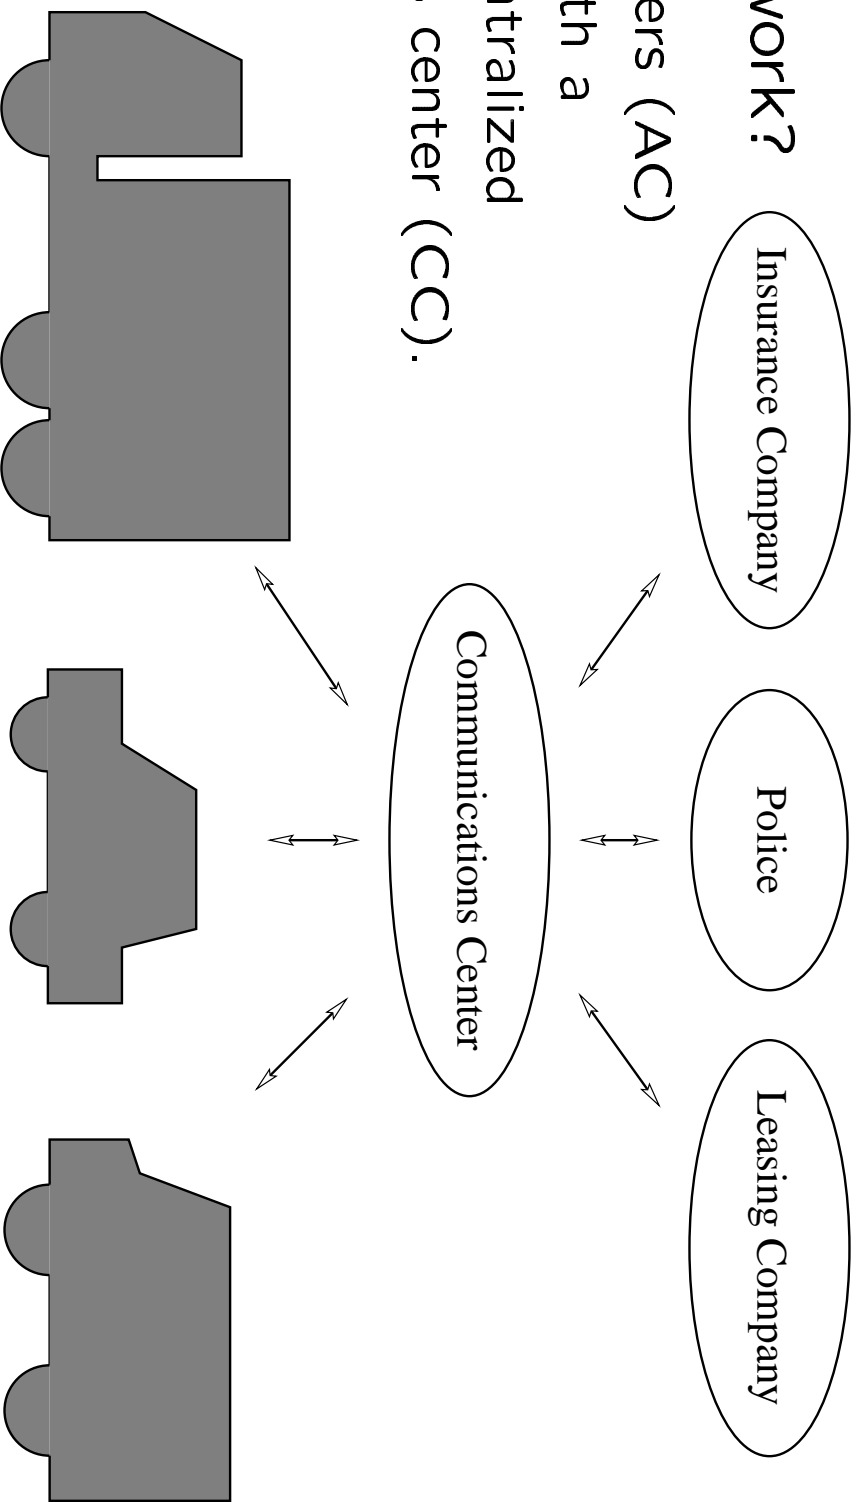 work?
ers (AC)
th a
ntralized
center (CC).
Insurance Company
Police
Leasing Company
Communications Center